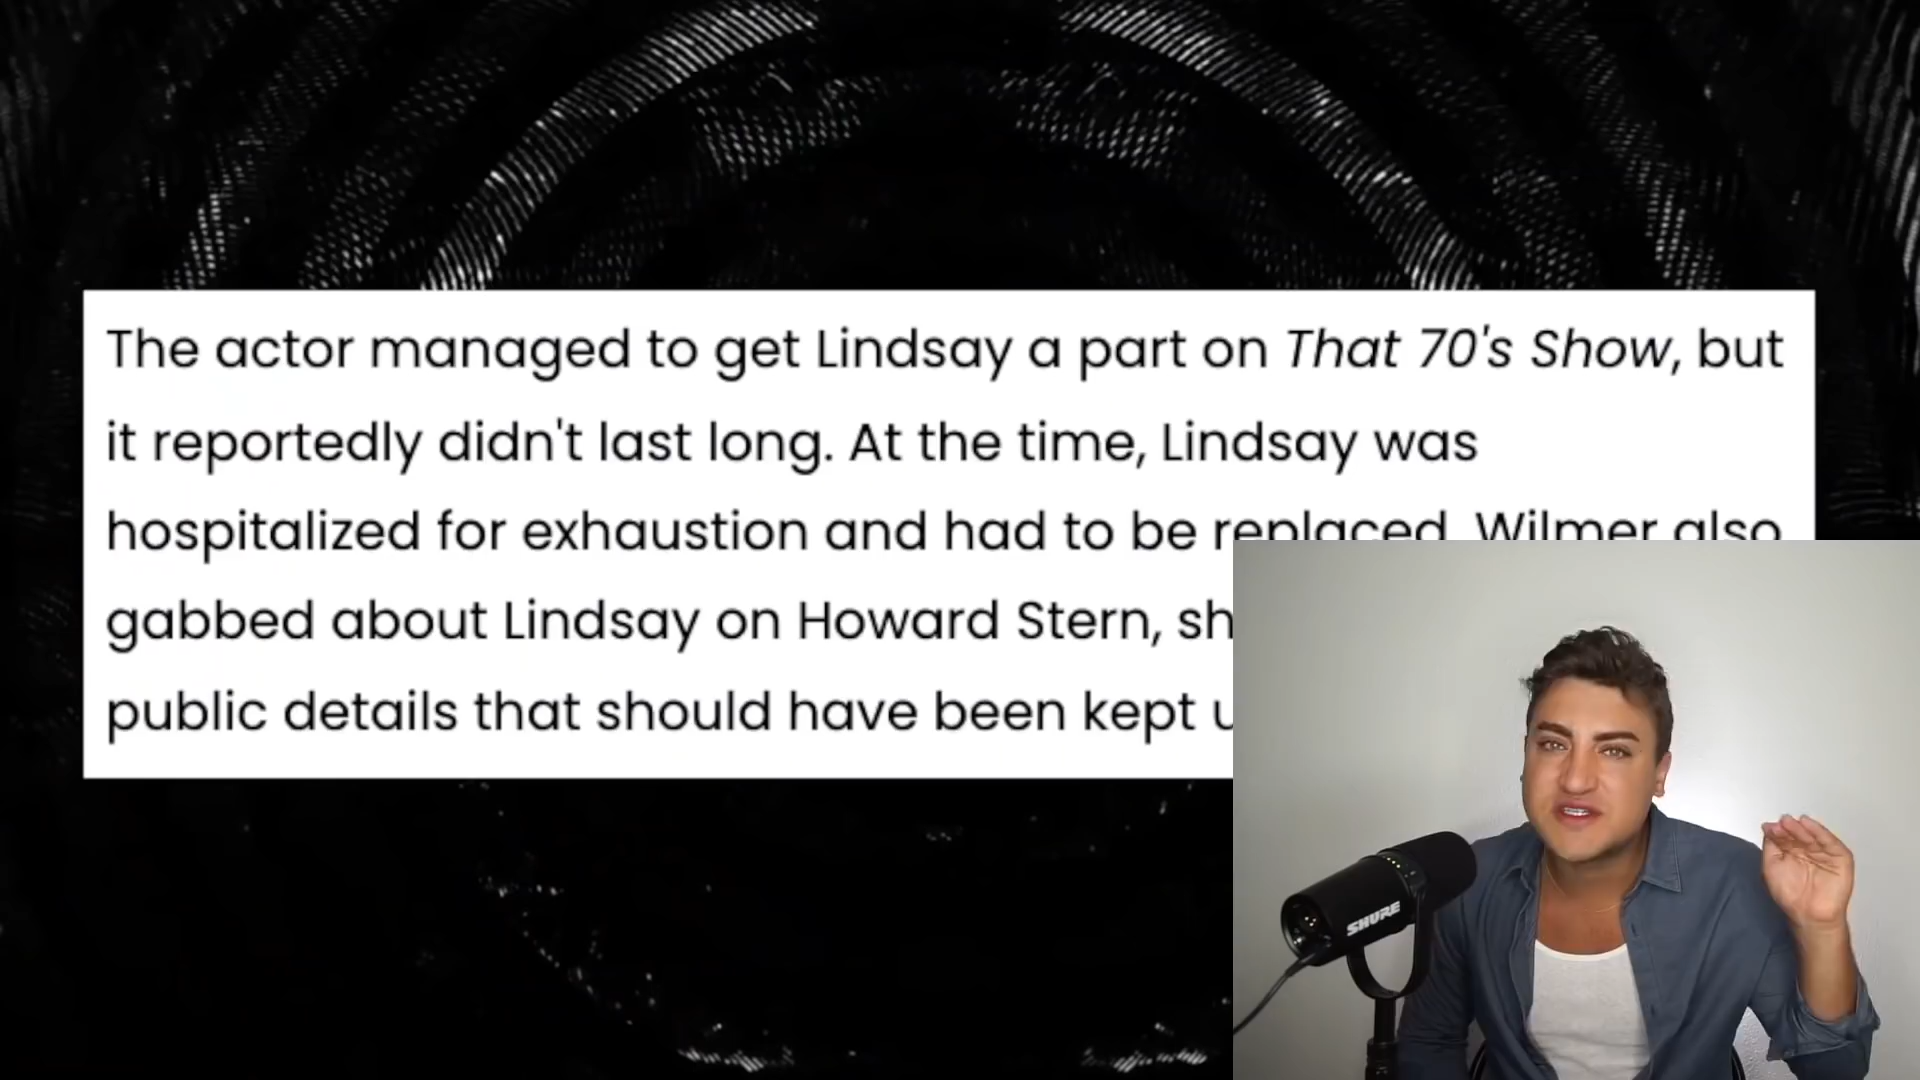 The actor managed to get Lindsay a part on That 70's Show, but
it reportedly didn't last long. At the time, Lindsay was
hospitalized for exhaustion and had to be replaced. Wilmer also
gabbed about Lindsay on Howard Stern,
public details that should have been kept
SHURE